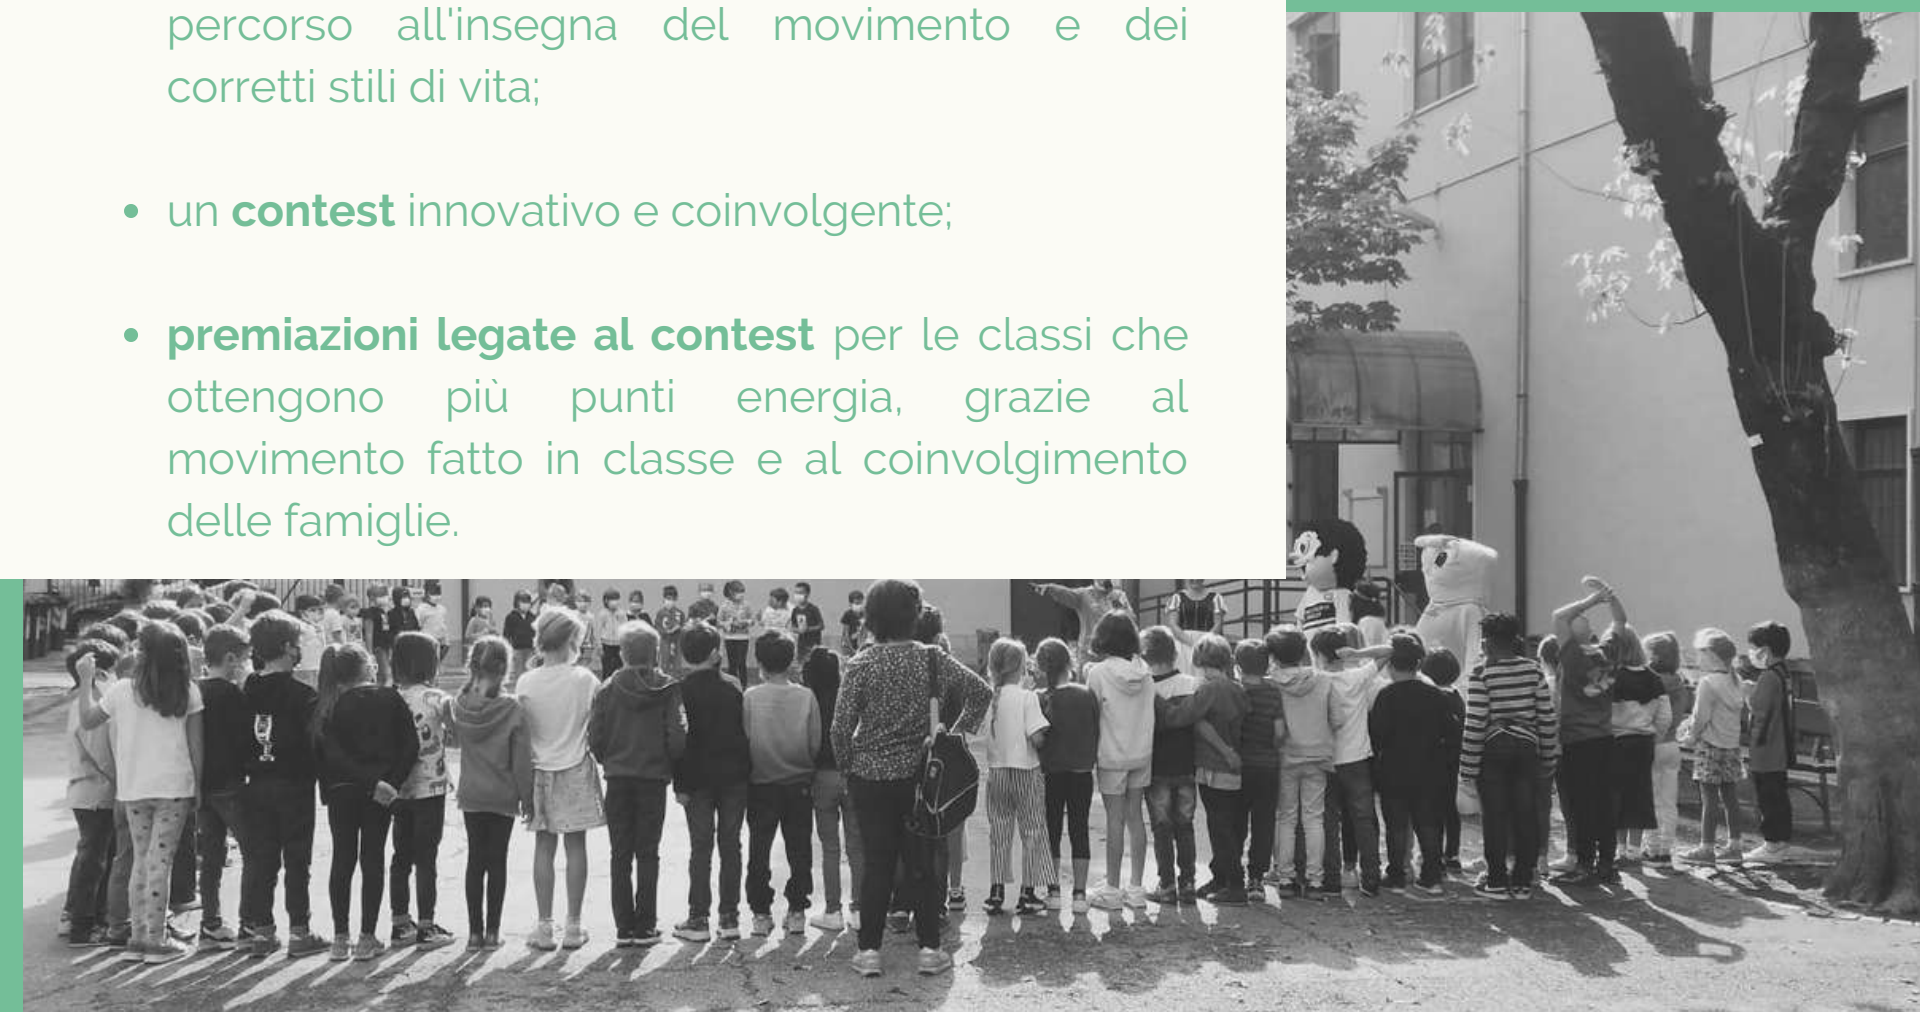 percorso all'insegna del movimento e dei
corretti stili di vita;
un contest innovativo e coinvolgente;
premiazioni legate al contest per le classi che
ottengono più punti energia, grazie al
movimento fatto in classe e al coinvolgimento
delle famiglie.